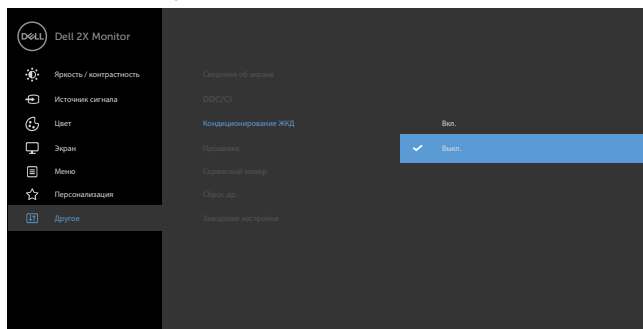 DELL Dell 2X Monitor
Яркость / контрастность
Источник сигнала
Цвет
Экран
Меню
Персонализация
Другое
Сведения об экране
DDC/CI
Кондиционирование ЖКД
Прошивка
Сервисный номер
Сброс др.
Заводские настройки
Вкл.
Выкл.